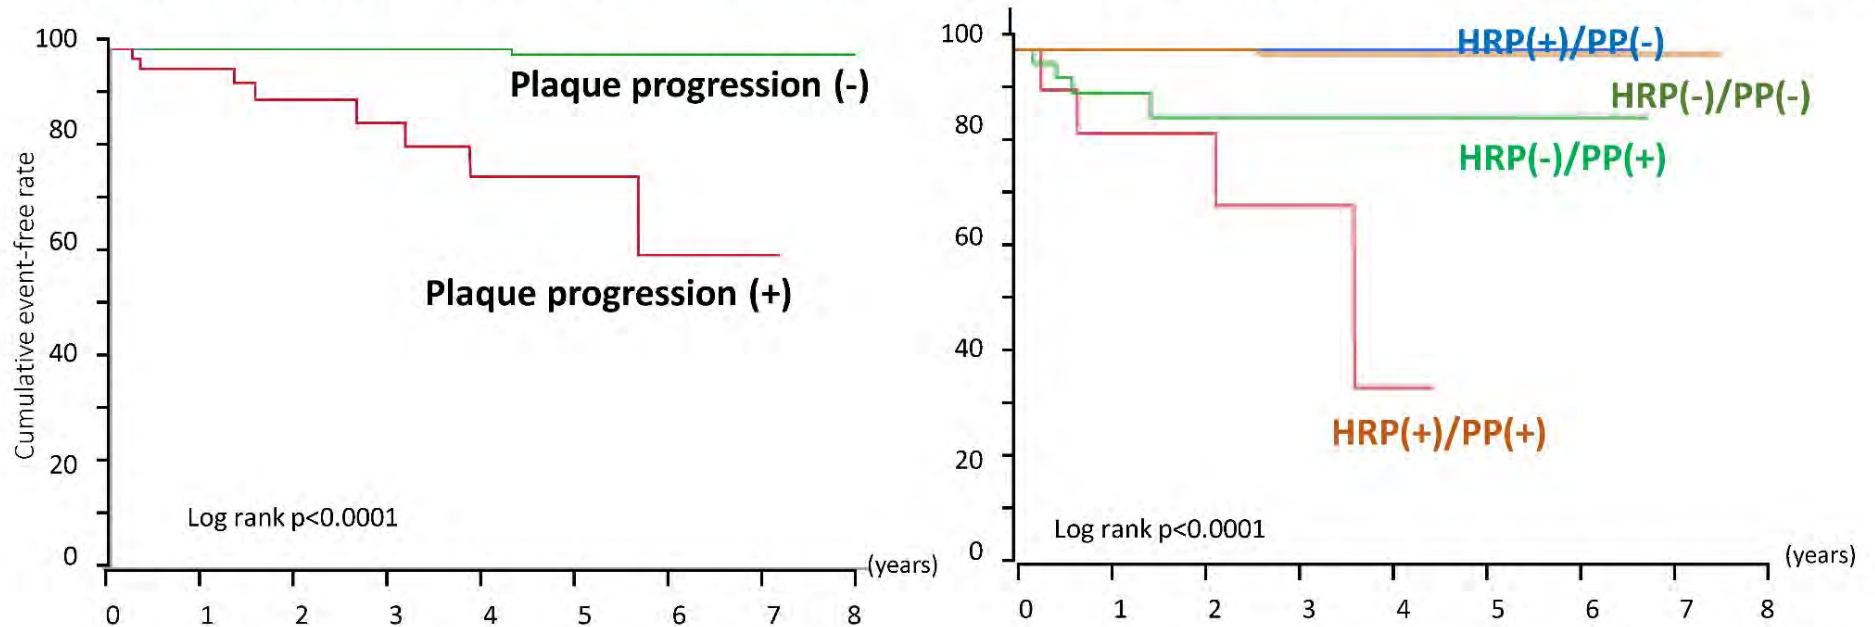 Cumulative event-free rate
100
80
60
40
20
0
Plaque progression (-)
Plaque progression (+)
Log rank p<0.0001
(years)
0 1 2 3 4 5 6 7 8
100
80
60
40
20
0
HRP(+)/PP(-)
HRP(-)/PP(-)
HRP(-)/PP(+)
HRP(+)/PP(+)
Log rank p<0.0001
(years)
0 1 2 3 4 5 6 7 8